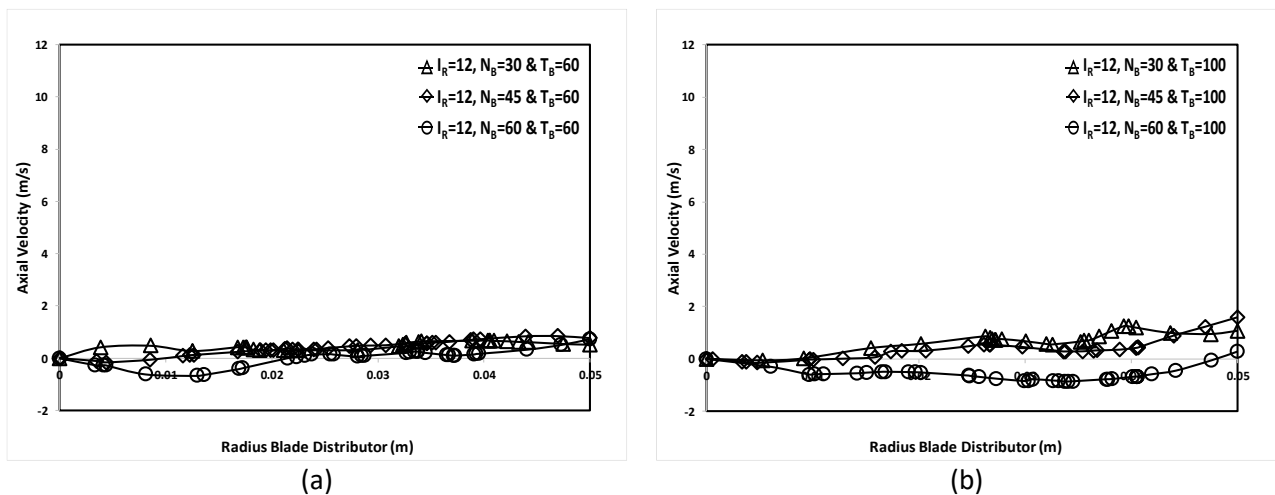 12
10
8
6
4
2
0
-2
0
0.01
0.02
0.03
0.04
0.05
Axial Velocity (m/s)
Radius Blade Distributor (m)
I_R=12, N_B=30 & T_B=60
I_R=12, N_B=45 & T_B=60
I_R=12, N_B=60 & T_B=60
(a)
12
10
8
6
4
2
0
-2
0
0.02
0.05
Axial Velocity (m/s)
Radius Blade Distributor (m)
I_R=12, N_B=30 & T_B=100
I_R=12, N_B=45 & T_B=100
I_R=12, N_B=60 & T_B=100
(b)